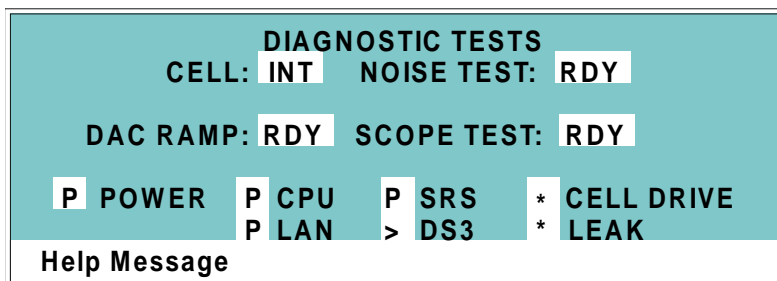 DIAGNOSTIC TESTS
CELL: INT NOISE TEST: RDY
DAC RAMP: RDY SCOPE TEST: RDY
P POWER P CPU P SRS * CELL DRIVE
P LAN > DS3 * LEAK
Help Message